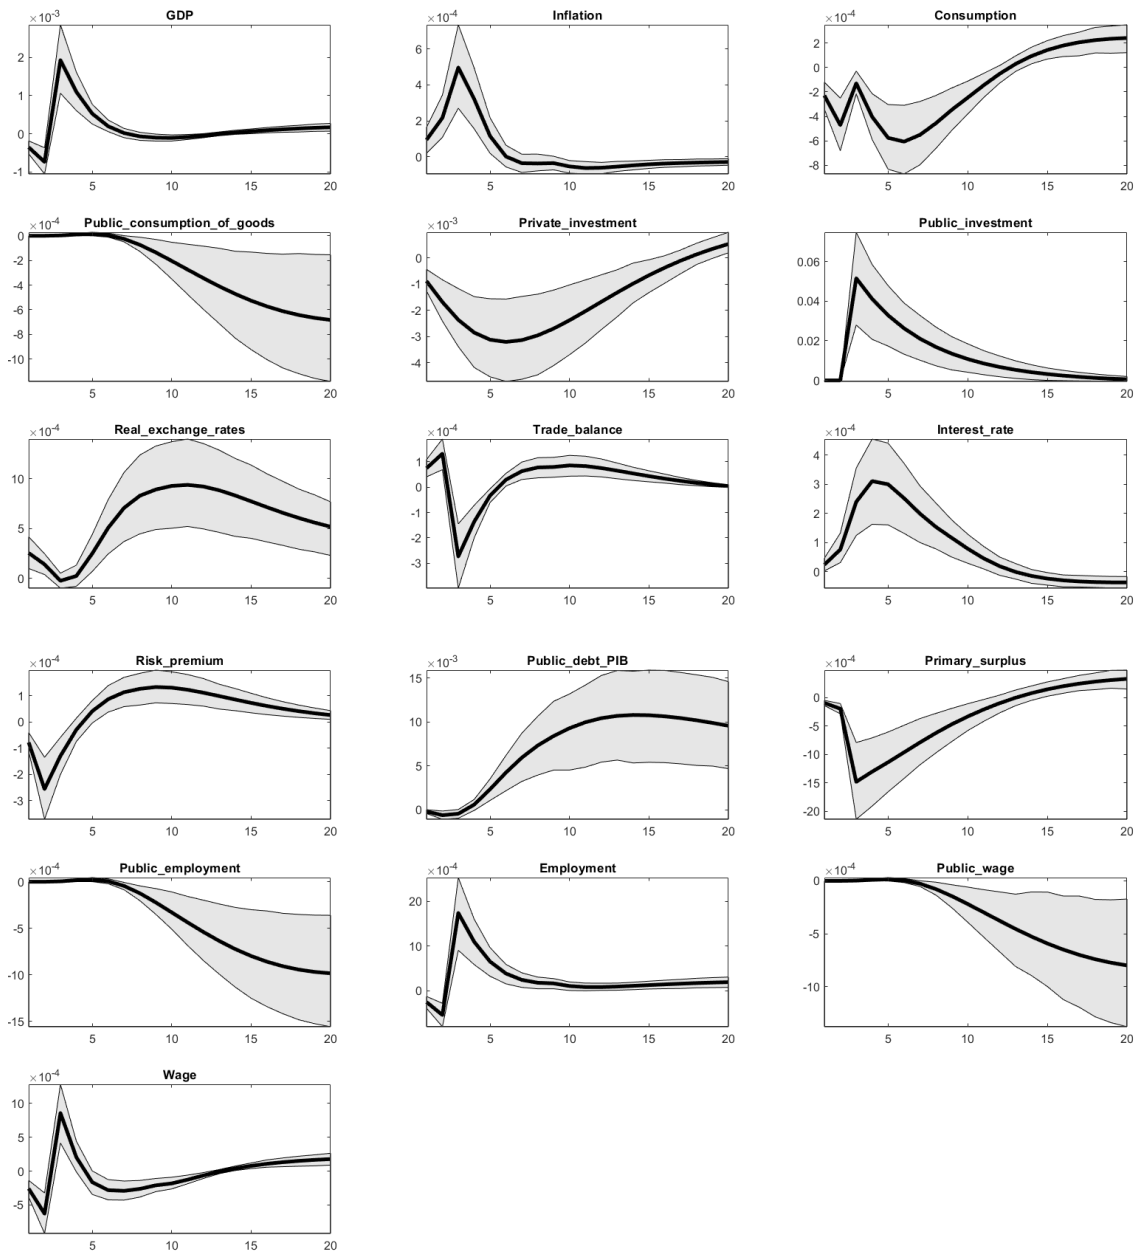 GDP
×10^-3
2
1
0
-1
5 10 15 20
Inflation
×10^-4
6
4
2
0
5 10 15 20
Consumption
×10^-4
2
0
-2
-4
-6
-8
5 10 15 20
Public_consumption_of_goods
×10^-4
0
-2
-4
-6
-8
-10
5 10 15 20
Private_investment
×10^-3
0
-1
-2
-3
-4
5 10 15 20
Public_investment
0.06
0.04
0.02
0
5 10 15 20
Real_exchange_rates
×10^-4
10
5
0
5 10 15 20
Trade_balance
×10^-4
1
0
-1
-2
-3
5 10 15 20
Interest_rate
×10^-4
4
3
2
1
0
5 10 15 20
Risk_premium
×10^-4
1
0
-1
-2
-3
5 10 15 20
Public_debt_PIB
×10^-3
15
10
5
0
5 10 15 20
Primary_surplus
×10^-4
0
-5
-10
-15
-20
5 10 15 20
Public_employment
×10^-4
0
-5
-10
-15
5 10 15 20
Employment
×10^-4
20
10
0
5 10 15 20
Public_wage
×10^-4
0
-5
-10
5 10 15 20
Wage
×10^-4
10
5
0
-5
5 10 15 20